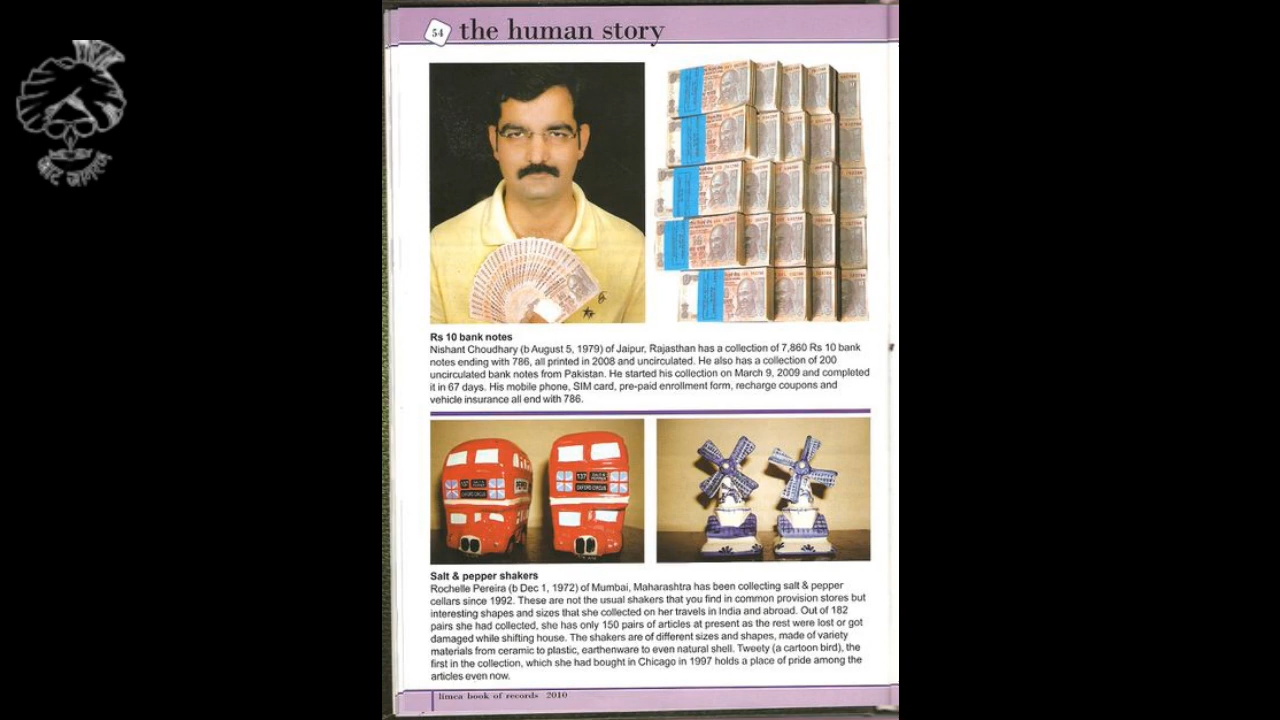 54 the human story
Rs 10 bank notes
Nishant Choudhary (b August 5, 1979) of Jaipur, Rajasthan has a collection of 7,860 Rs 10 bank
notes ending with 786, all printed in 2008 and uncirculated. He also has a collection of 200
uncirculated bank notes from Pakistan. He started his collection on March 9, 2009 and completed
it in 67 days. His mobile phone, SIM card, pre-paid enrollment form, recharge coupons and
vehicle insurance all end with 786.
137
OXFORD CIRCUS
Salt & pepper shakers
Rochelle Pereira (b Dec 1, 1972) of Mumbai, Maharashtra has been collecting salt & pepper
cellars since 1992. These are not the usual shakers that you find in common provision stores but
interesting shapes and sizes that she collected on her travels in India and abroad. Out of 182
pairs she had collected, she has only 150 pairs of articles at present as the rest were lost or got
damaged while shifting house. The shakers are of different sizes and shapes, made of variety
materials from ceramic to plastic, earthenware to even natural shell. Tweety (a cartoon bird), the
first in the collection, which she had bought in Chicago in 1997 holds a place of pride among the
articles even now.
limca book of records 2010